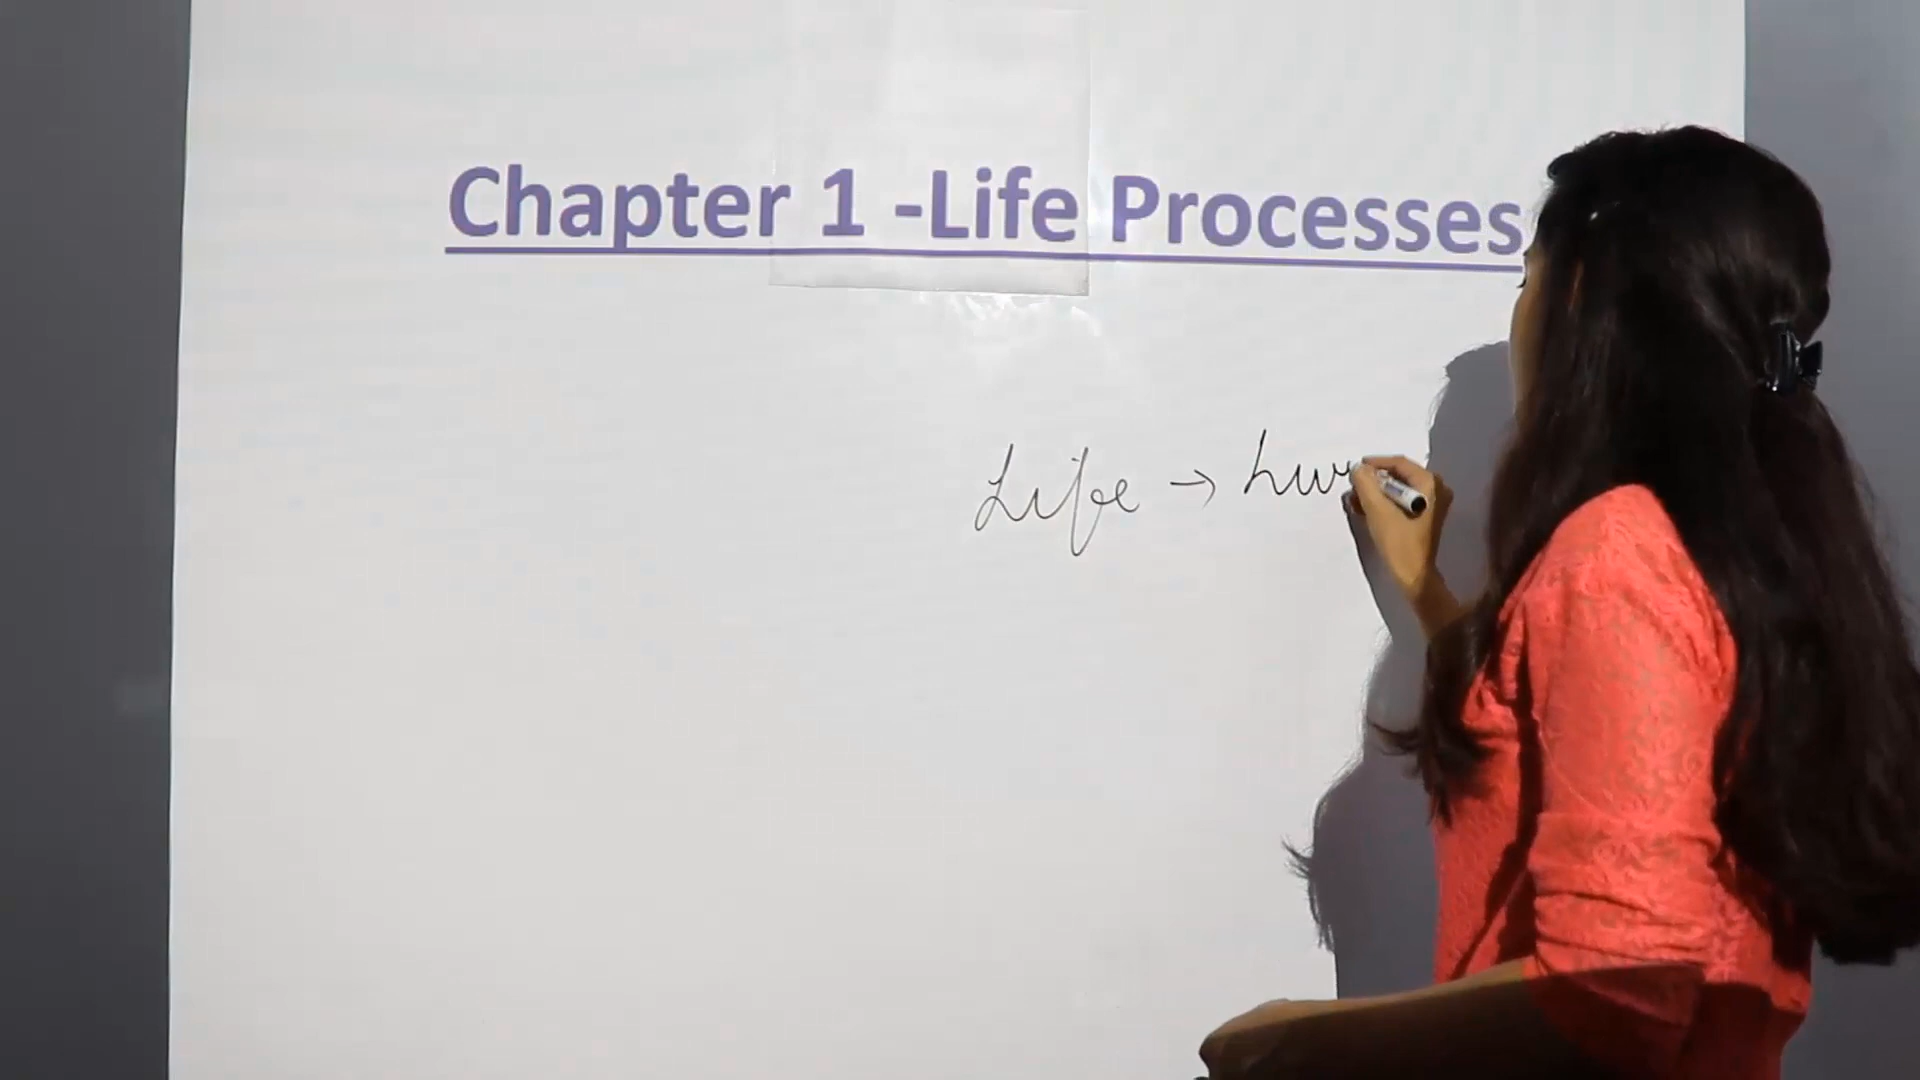 Chapter 1 -Life Processes
Life →